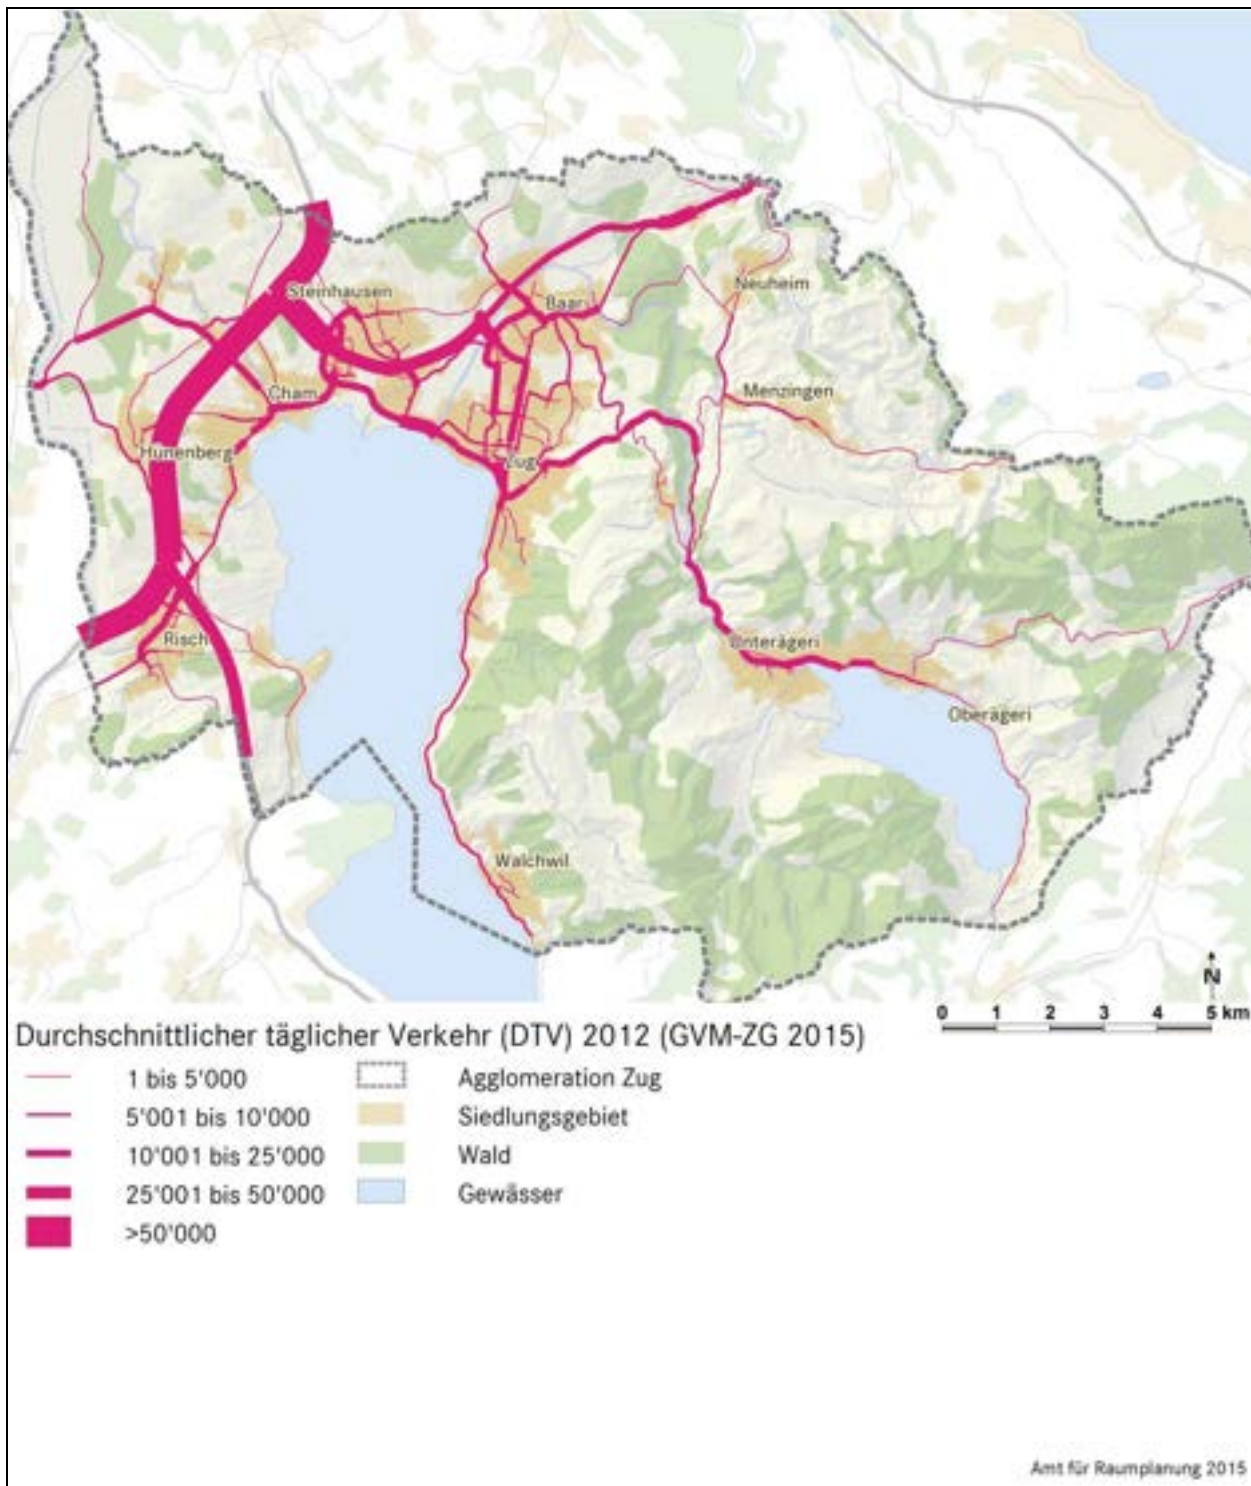 Steinhausen
Baar
Neuheim
Cham
Menzingen
Hünenberg
Zug
Risch
Unterägeri
Oberägeri
Walchwil
N
0 1 2 3 4 5 km
Durchschnittlicher täglicher Verkehr (DTV) 2012 (GVM-ZG 2015)
1 bis 5'000
Agglomeration Zug
5'001 bis 10'000
Siedlungsgebiet
10'001 bis 25'000
Wald
25'001 bis 50'000
Gewässer
>50'000
Amt für Raumplanung 2015